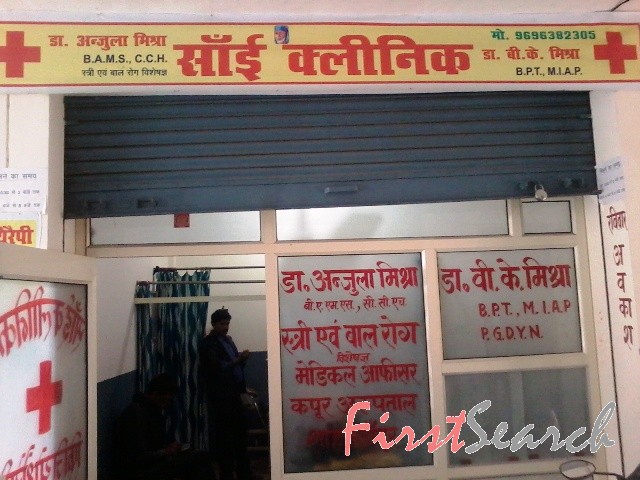 डा. अन्जुला मिश्रा
B.A.M.S., C.C.H.
स्त्री एवं बाल रोग विशेषज्ञ
साँई क्लीनिक
मो. 9696382305
डा. वी.के. मिश्रा
B.P.T., M.I.A.P.
डा. अन्जुला मिश्रा
बी.ए.एम.एस., सी.सी.एच
स्त्री एवं बाल रोग
विशेषज्ञ
मेडिकल आफीसर
कपूर अस्पताल
डा. वी. के. मिश्रा
B.P.T., M.I.A.P
P.G.D.Y.N.
रविवार
अवकाश
FirstSearch